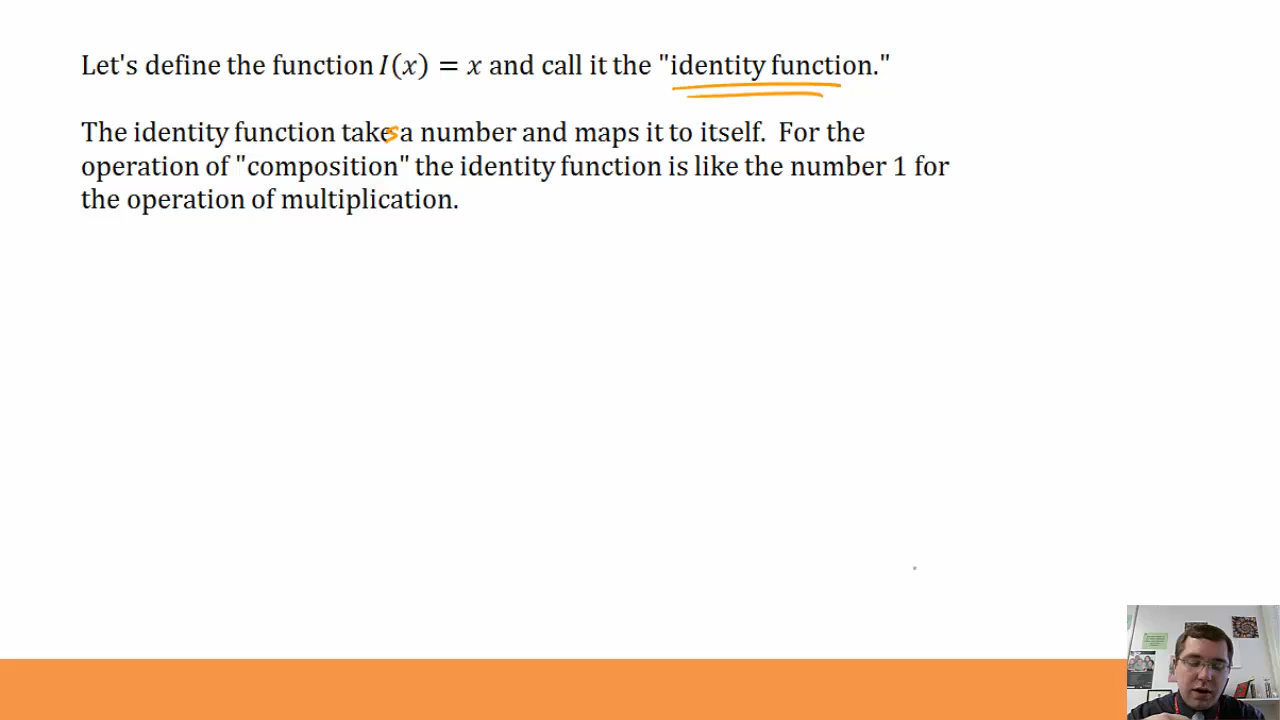 Let's define the function I(x) = x and call it the "identity function."
The identity function takes a number and maps it to itself. For the
operation of "composition" the identity function is like the number 1 for
the operation of multiplication.